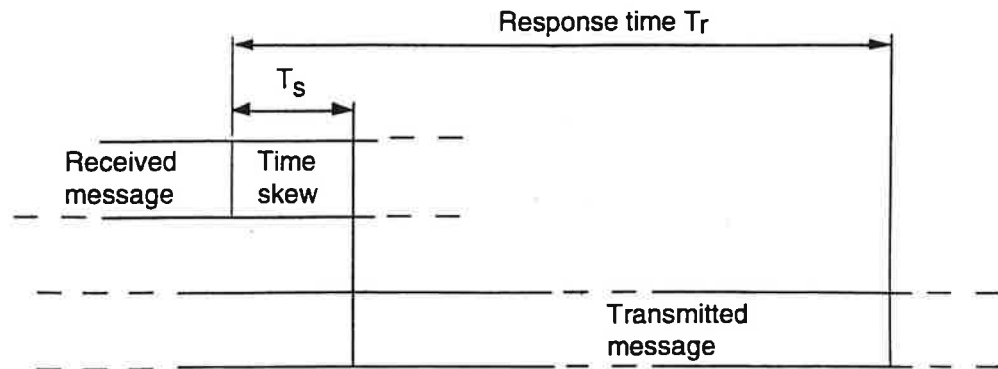 Response time Tr
Ts
Received message
Time skew
Transmitted message